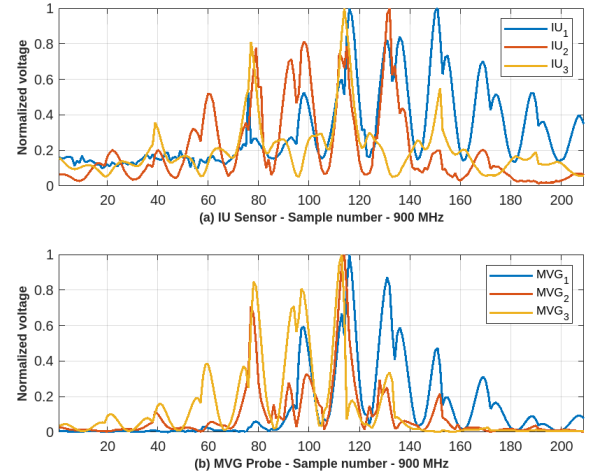 Normalized voltage
1
0.8
0.6
0.4
0.2
0
IU1
IU2
IU3
20 40 60 80 100 120 140 160 180 200
(a) IU Sensor - Sample number - 900 MHz
Normalized voltage
1
0.8
0.6
0.4
0.2
0
MVG1
MVG2
MVG3
20 40 60 80 100 120 140 160 180 200
(b) MVG Probe - Sample number - 900 MHz